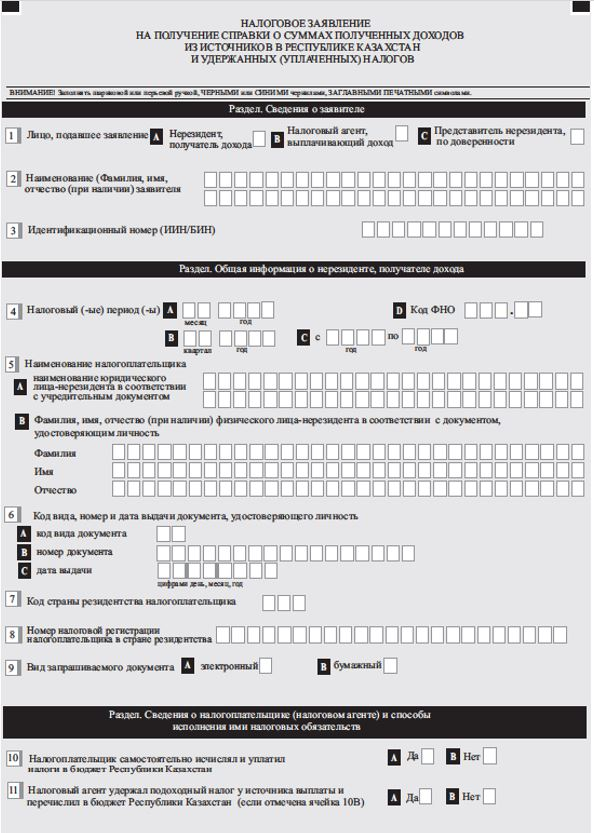 НАЛОГОВОЕ ЗАЯВЛЕНИЕ
НА ПОЛУЧЕНИЕ СПРАВКИ О СУММАХ ПОЛУЧЕННЫХ ДОХОДОВ
ИЗ ИСТОЧНИКОВ В РЕСПУБЛИКЕ КАЗАХСТАН
И УДЕРЖАННЫХ (УПЛАЧЕННЫХ) НАЛОГОВ
ВНИМАНИЕ! Заполнять шариковой или перьевой ручкой, ЧЕРНЫМИ или СИНИМИ чернилами, ЗАГЛАВНЫМИ ПЕЧАТНЫМИ символами.
Раздел. Сведения о заявителе
1 Лицо, подавшее заявление A Нерезидент, получатель дохода B Налоговый агент, выплачивающий доход C Представитель нерезидента, по доверенности
2 Наименование (Фамилия, имя,
отчество (при наличии) заявителя
3 Идентификационный номер (ИИН/БИН)
Раздел. Общая информация о нерезиденте, получателе дохода
4 Налоговый (-ые) период (-ы) A D Код ФНО .
месяц год
B C с по
квартал год год год
5 Наименование налогоплательщика
A наименование юридического
лица-нерезидента в соответствии
с учредительным документом
B Фамилия, имя, отчество (при наличии) физического лица-нерезидента в соответствии с документом,
удостоверяющим личность
Фамилия
Имя
Отчество
6 Код вида, номер и дата выдачи документа, удостоверяющего личность
A код вида документа
B номер документа
C дата выдачи
цифрами день, месяц, год
7 Код страны резидентства налогоплательщика
8 Номер налоговой регистрации
налогоплательщика в стране резидентства
9 Вид запрашиваемого документа A электронный B бумажный
Раздел. Сведения о налогоплательщике (налоговом агенте) и способы
исполнения ими налоговых обязательств
10 Налогоплательщик самостоятельно исчислял и уплатил A Да B Нет
налоги в бюджет Республики Казахстан
11 Налоговый агент удержал подоходный налог у источника выплаты и
перечислил в бюджет Республики Казахстан (если отмечена ячейка 10B) A Да B Нет